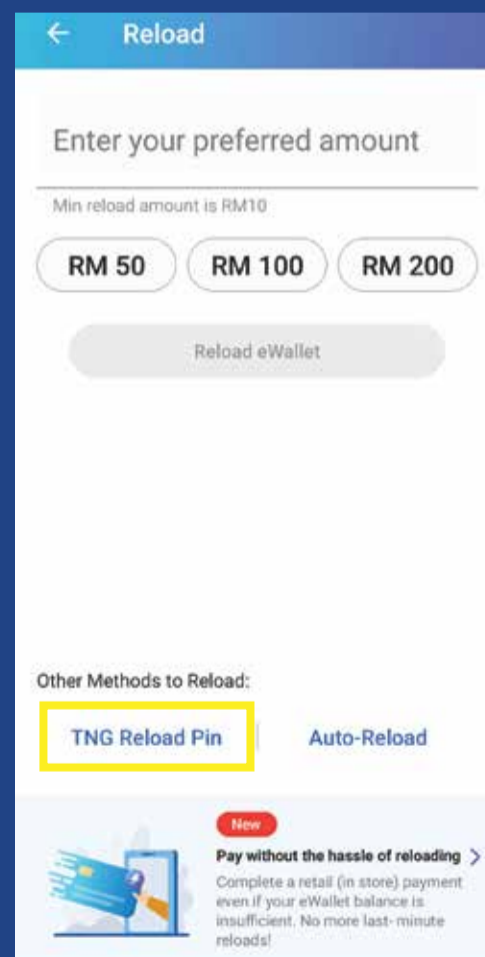 Reload
Enter your preferred amount
Min reload amount is RM10
RM 50 RM 100 RM 200
Reload eWallet
Other Methods to Reload:
TNG Reload Pin Auto-Reload
New
Pay without the hassle of reloading >
Complete a retail (in store) payment
even if your eWallet balance is
insufficient. No more last- minute
reloads!